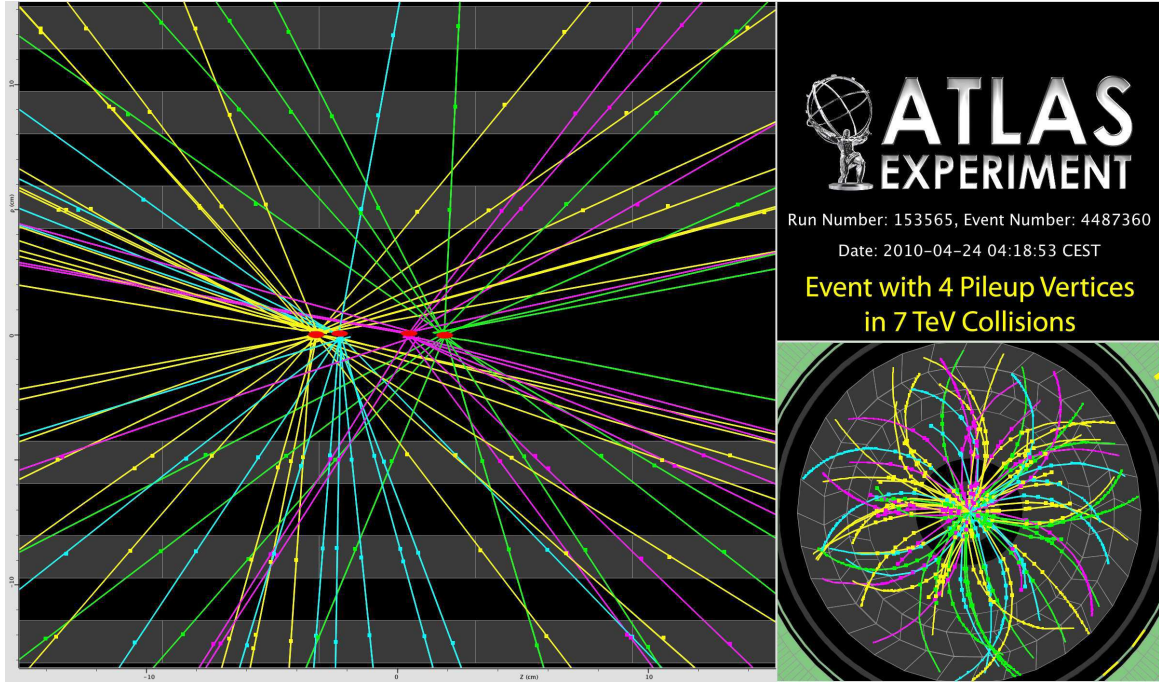 ATLAS
EXPERIMENT
Run Number: 153565, Event Number: 4487360
Date: 2010-04-24 04:18:53 CEST
Event with 4 Pileup Vertices
in 7 TeV Collisions
10
ρ (cm)
0
-10
-10
0
Z (cm)
10